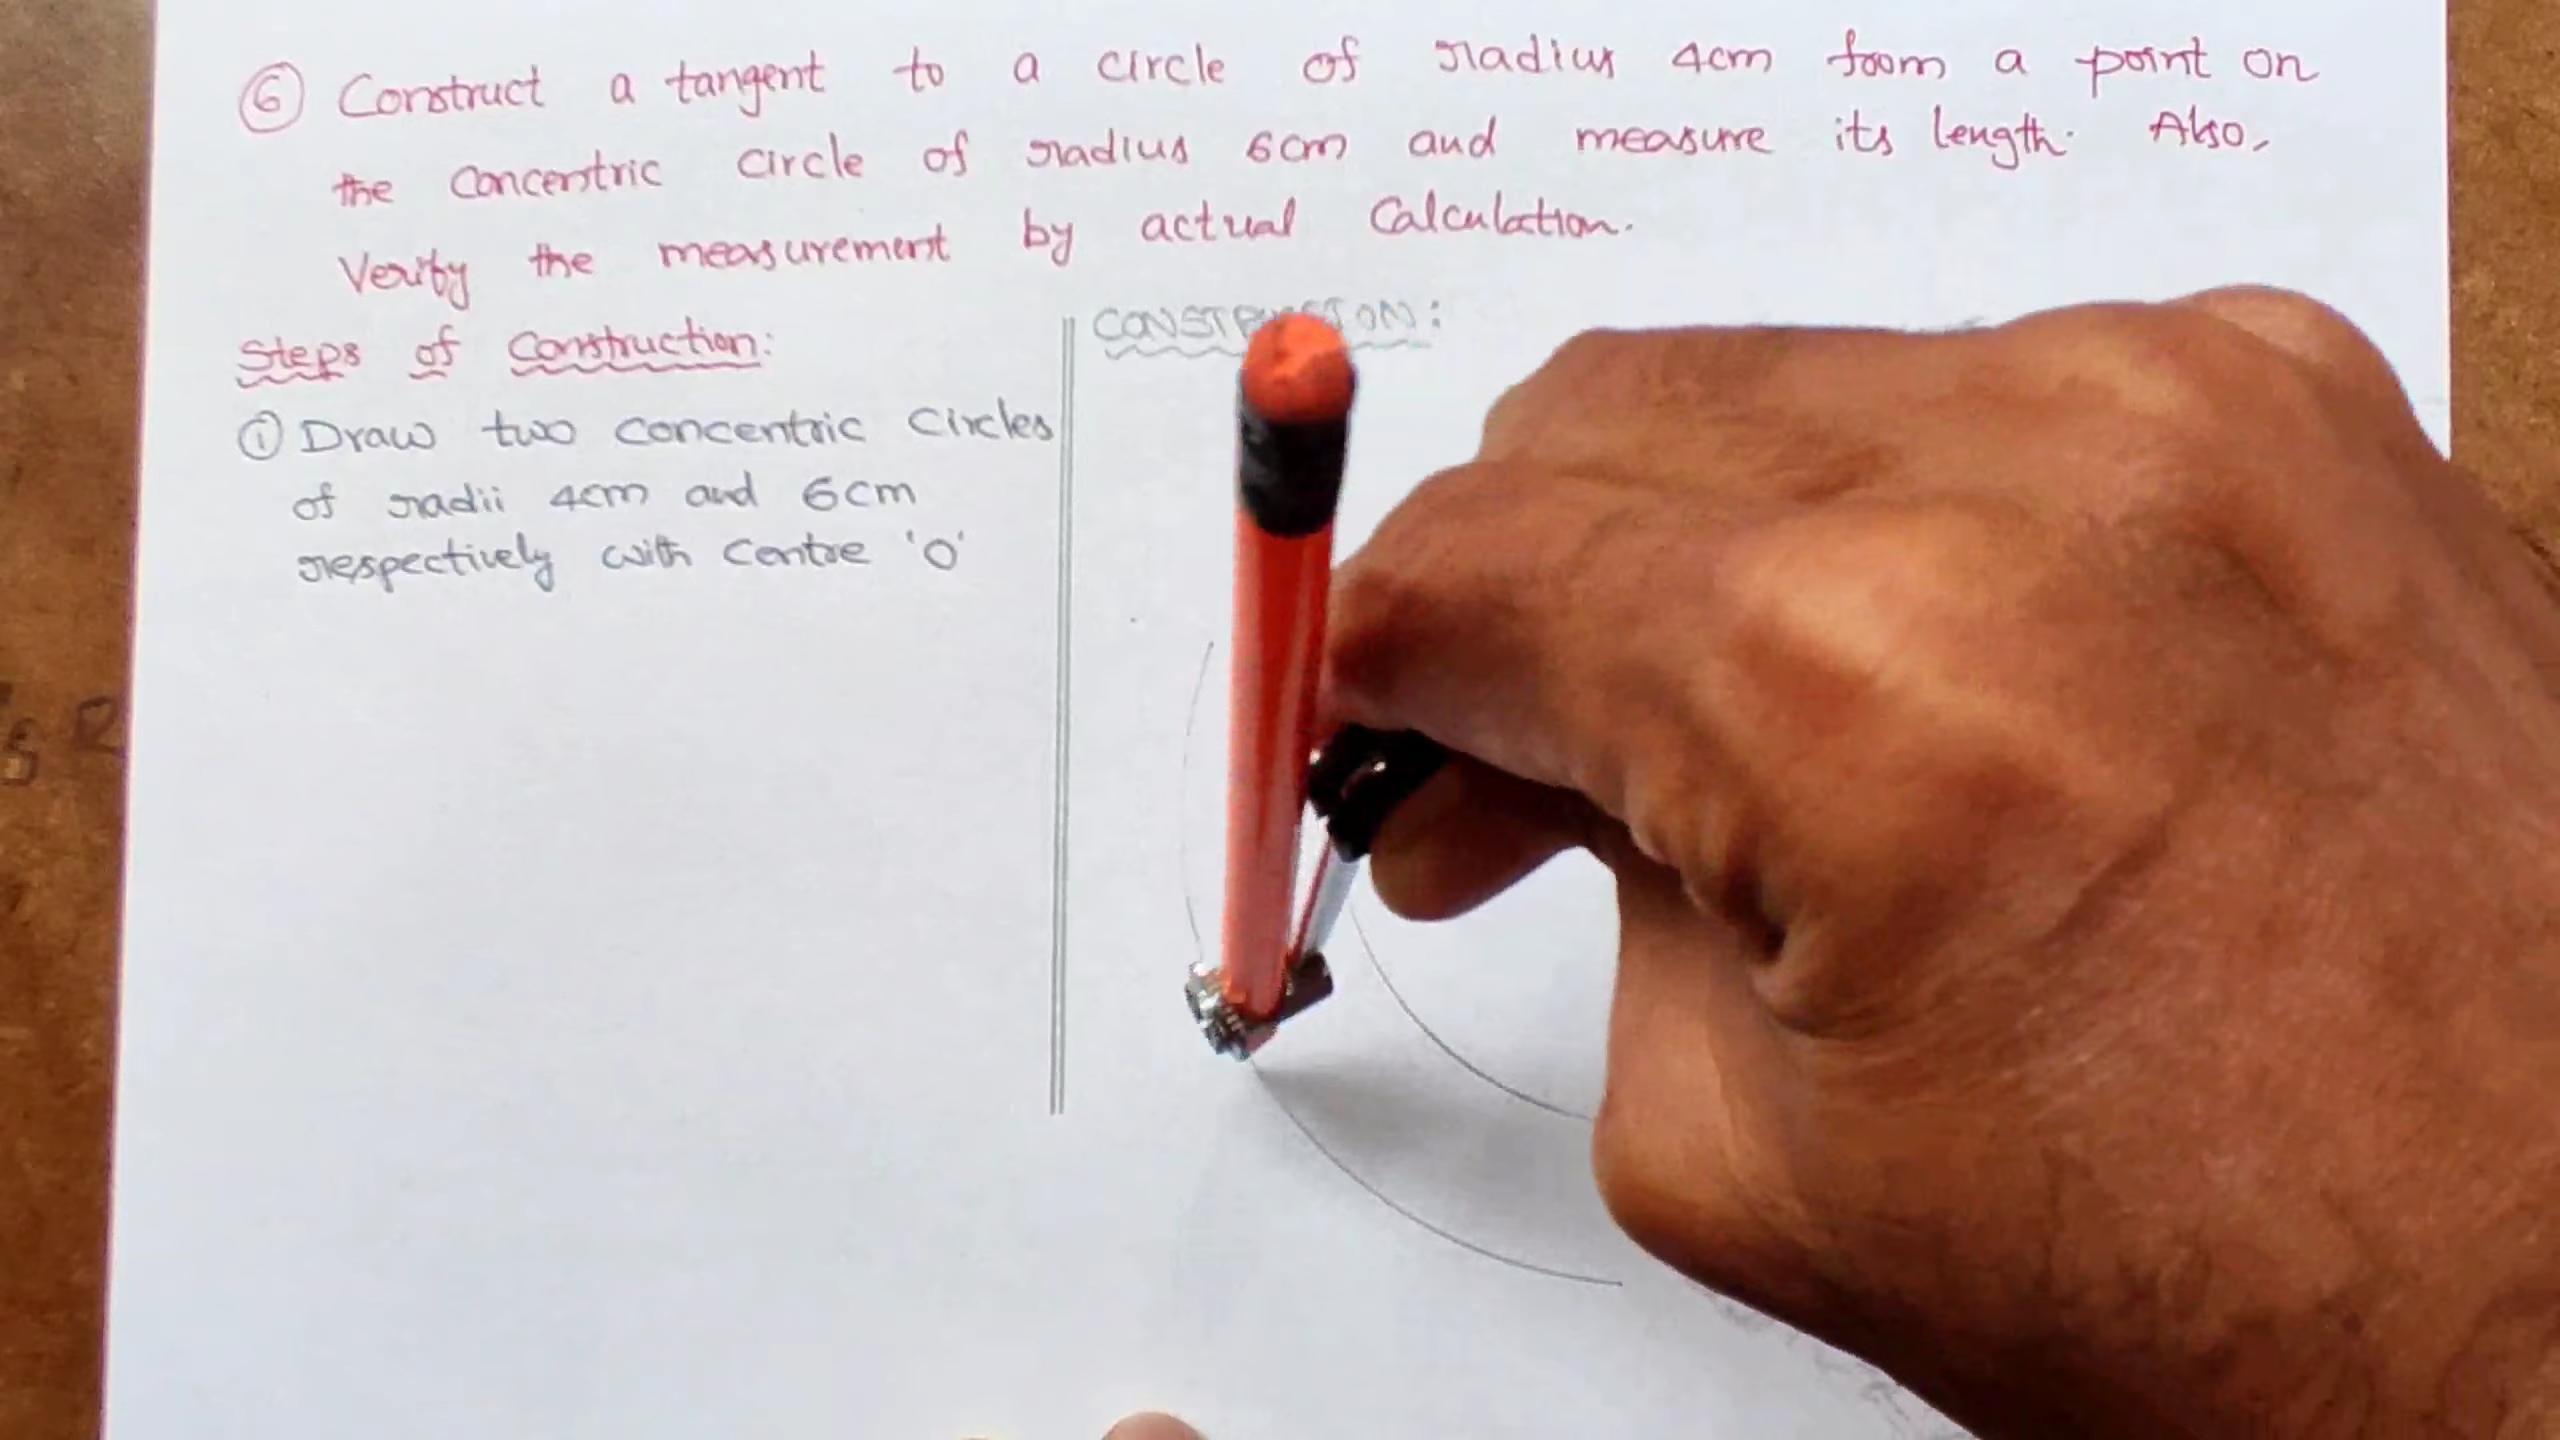 ⑥ Construct a tangent to a circle of radius 4cm from a point on
the concentric circle of radius 6cm and measure its length. Also,
Verify the measurement by actual Calculation.
Steps of Construction:
① Draw two concentric circles
of radii 4cm and 6cm
respectively with centre 'O'